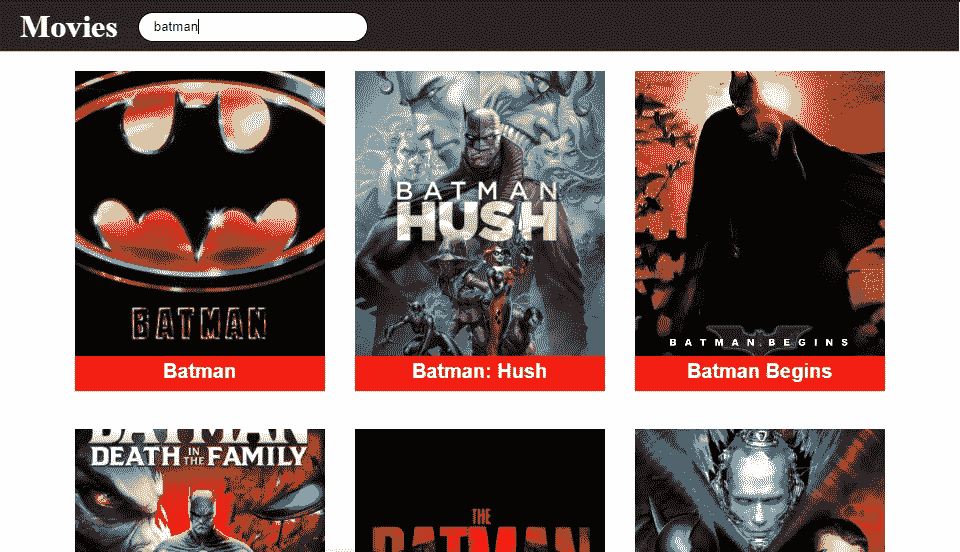 Movies batman
BATMAN
BATMAN
HUSH
BATMAN BEGINS
Batman Batman: Hush Batman Begins
BATMAN
DEATH IN THE FAMILY
THE
BATMAN